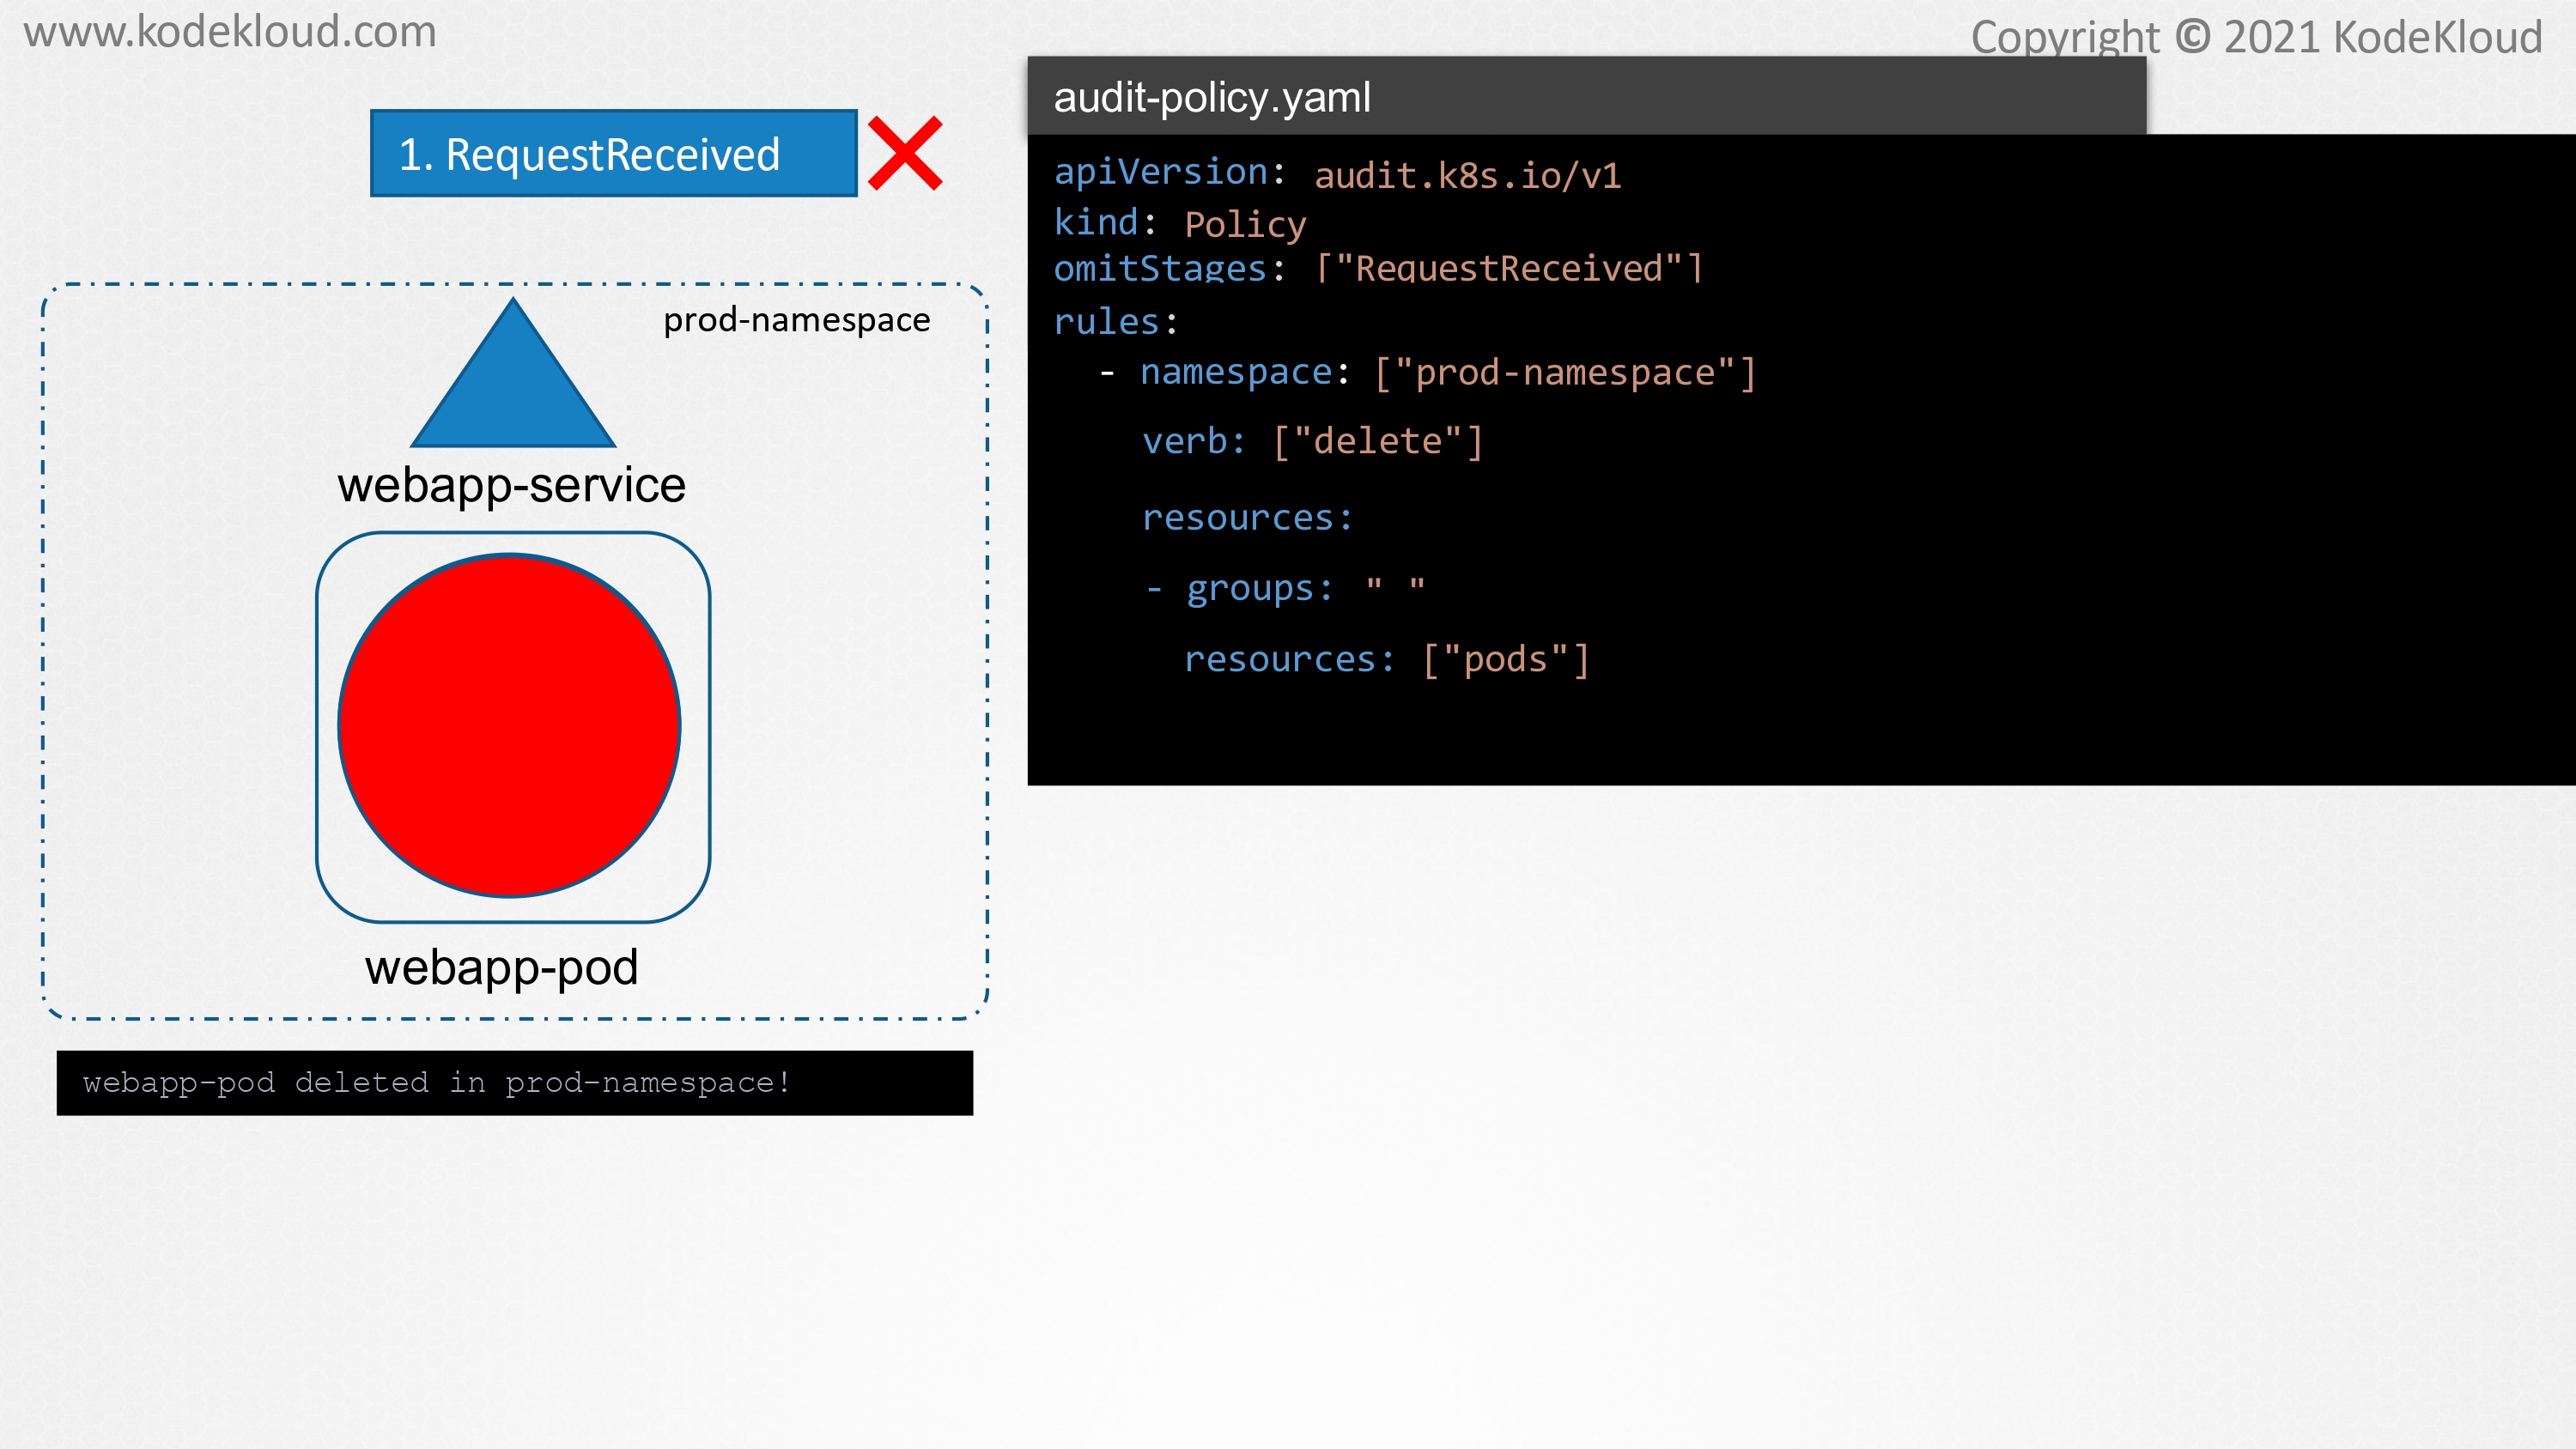 www.kodekloud.com
Copyright © 2021 KodeKloud
1. RequestReceived
prod-namespace
webapp-service
webapp-pod
webapp-pod deleted in prod-namespace!
audit-policy.yaml
apiVersion: audit.k8s.io/v1
kind: Policy
omitStages: ["RequestReceived"]
rules:
  - namespace: ["prod-namespace"]
    verb: ["delete"]
    resources:
    - groups: " "
      resources: ["pods"]